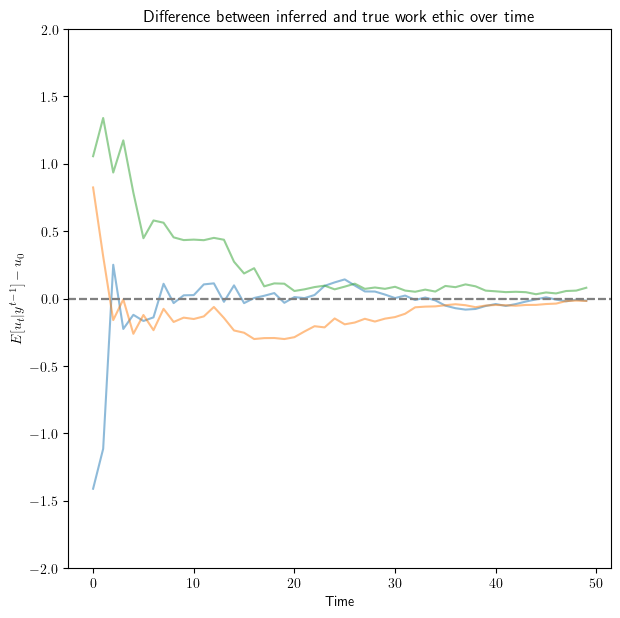 Difference between inferred and true work ethic over time
2.0
1.5
1.0
0.5
0.0
−0.5
−1.0
−1.5
−2.0
E[u_t|y^{t−1}] − u_0
0 10 20 30 40 50
Time